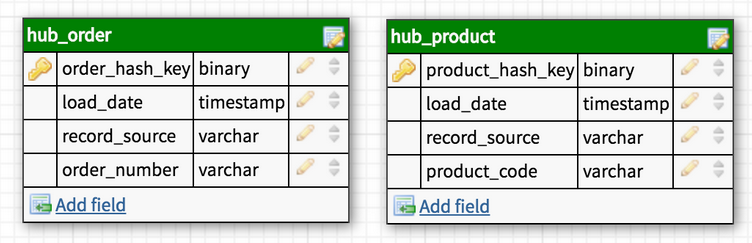 hub_order
order_hash_key binary
load_date timestamp
record_source varchar
order_number varchar
Add field
hub_product
product_hash_key binary
load_date timestamp
record_source varchar
product_code varchar
Add field